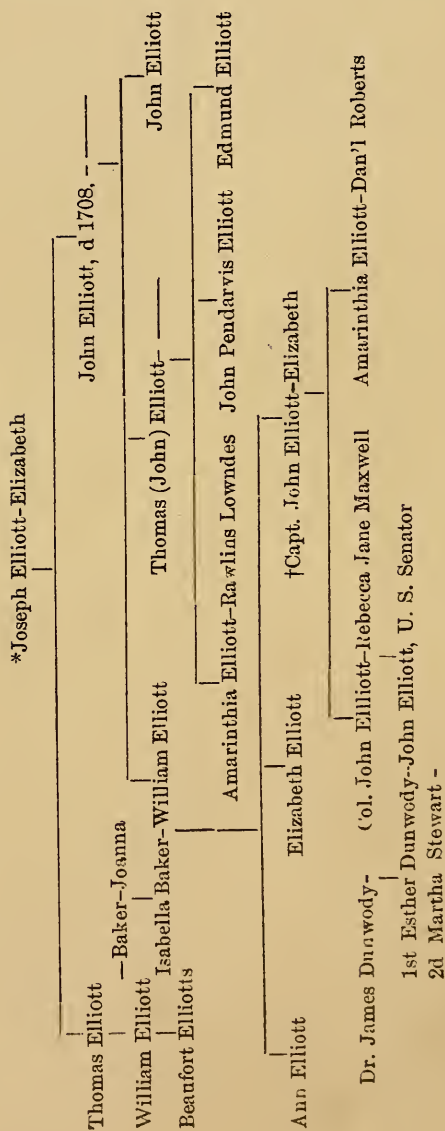 *Joseph Elliott-Elizabeth
Thomas Elliott John Elliott, d 1708, -
—Baker-Joanna
William Elliott Isabella Baker-William Elliott Thomas (John) Elliott- John Elliott
Beaufort Elliotts
Amarinthia Elliott-Rawlins Lowndes John Pendarvis Elliott Edmund Elliott
Ann Elliott Elizabeth Elliott †Capt. John Elliott-Elizabeth
Dr. James Dunwody- Col. John Elliott-Rebecca Jane Maxwell Amarinthia Elliott-Dan'l Roberts
1st Esther Dunwody--John Elliott, U. S. Senator
2d Martha Stewart -